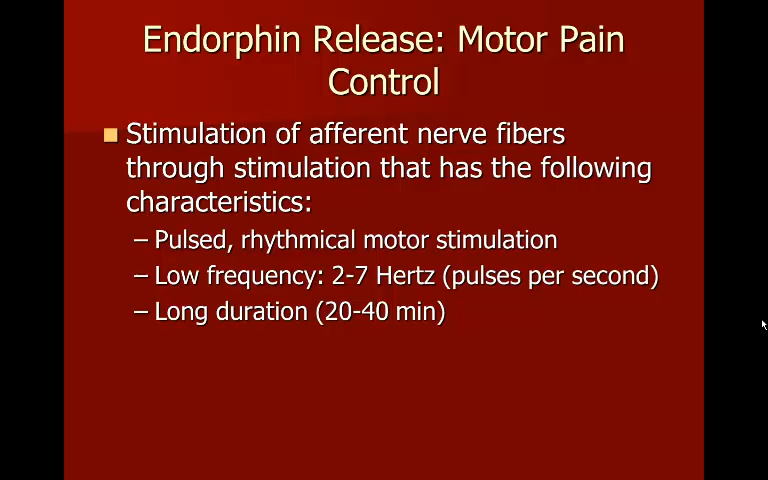 Endorphin Release: Motor Pain
Control
Stimulation of afferent nerve fibers
through stimulation that has the following
characteristics:
– Pulsed, rhythmical motor stimulation
– Low frequency: 2-7 Hertz (pulses per second)
– Long duration (20-40 min)